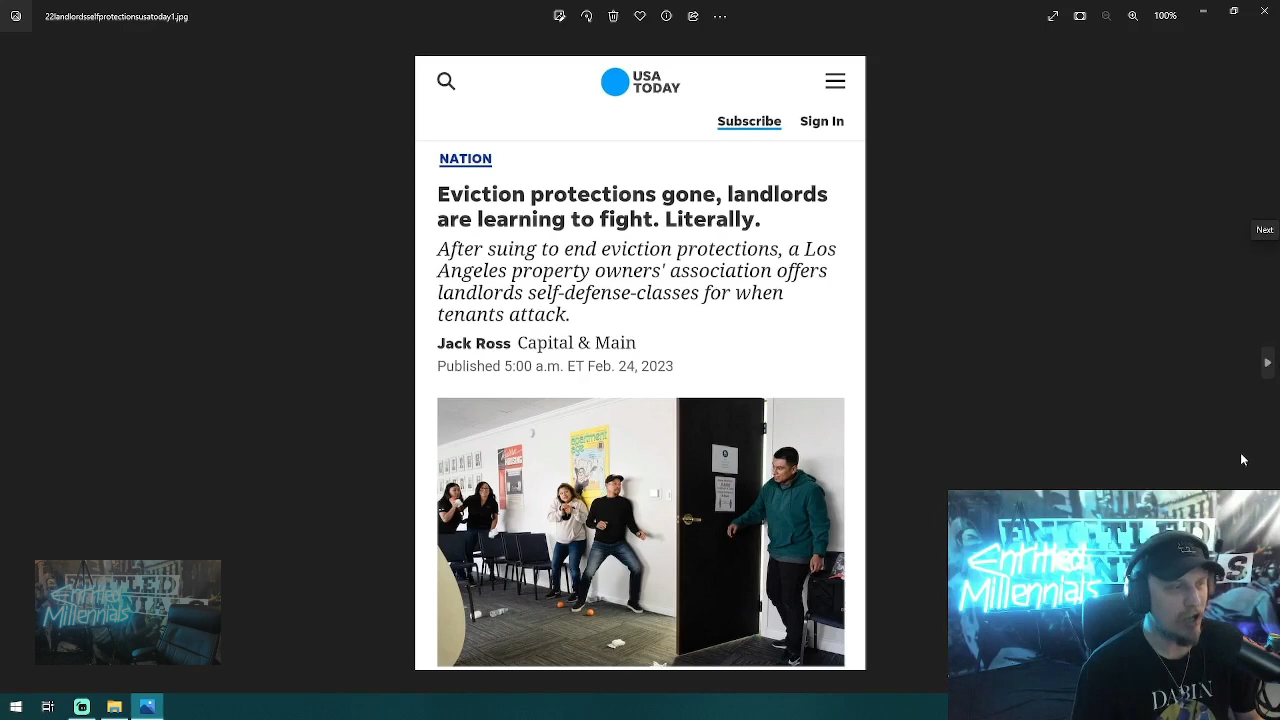 22landlordprotectionsustoday1.jpg
USA
TODAY
Subscribe Sign In
NATION
Eviction protections gone, landlords
are learning to fight. Literally.
After suing to end eviction protections, a Los
Angeles property owners' association offers
landlords self-defense-classes for when
tenants attack.
Jack Ross Capital & Main
Published 5:00 a.m. ET Feb. 24, 2023
Next
HOUSING
Entitled
Millennials
Entitled
Millennials
DABIN